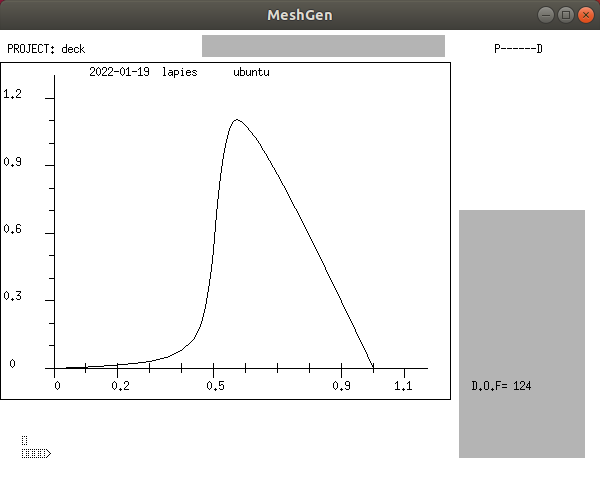 MeshGen
PROJECT: deck
P------D
2022-01-19 lapies ubuntu
1.2
0.9
0.6
0.3
0
0 0.2 0.5 0.9 1.1
D.O.F= 124